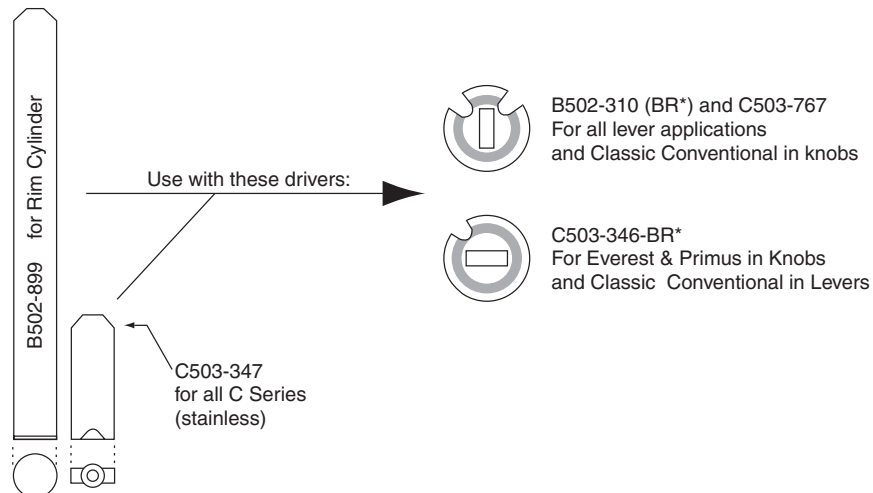 B502-899 for Rim Cylinder
Use with these drivers:
C503-347
for all C Series
(stainless)
B502-310 (BR*) and C503-767
For all lever applications
and Classic Conventional in knobs
C503-346-BR*
For Everest & Primus in Knobs
and Classic Conventional in Levers